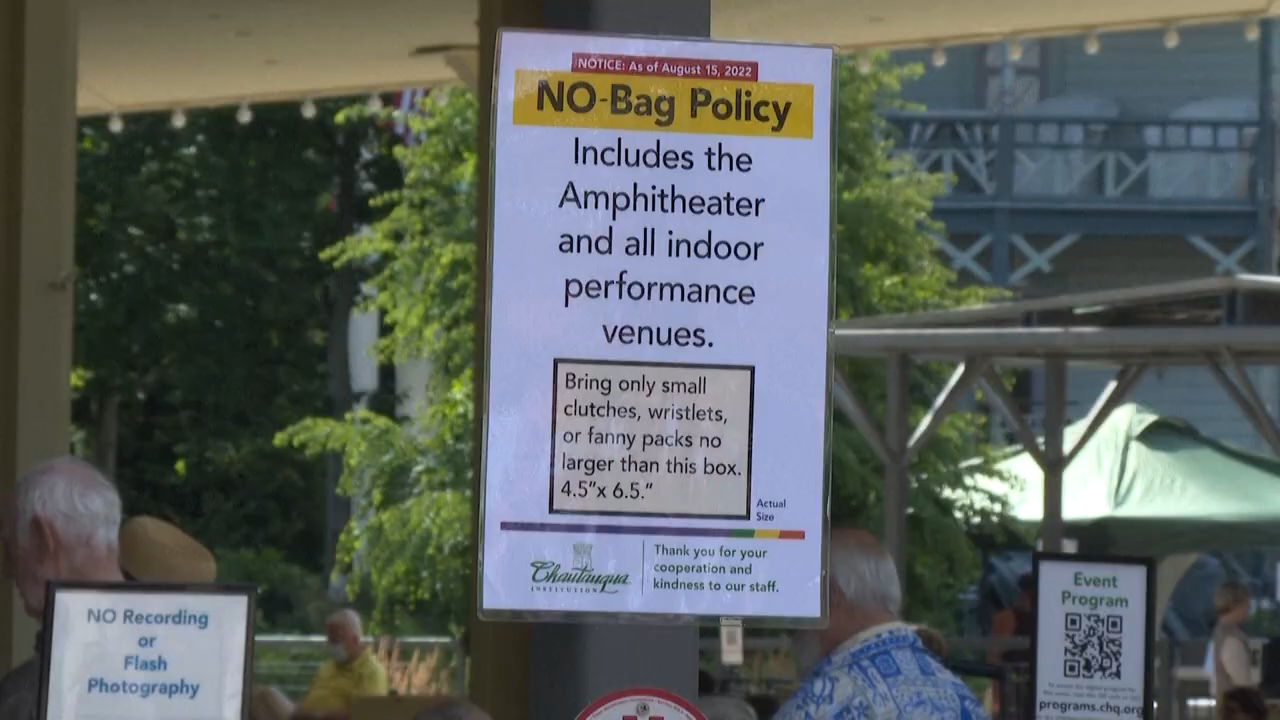 NOTICE: As of August 15, 2022
NO-Bag Policy
Includes the
Amphitheater
and all indoor
performance
venues.
Bring only small
clutches, wristlets,
or fanny packs no
larger than this box.
4.5”x 6.5.”
Actual
Size
Chautauqua
INSTITUTION
Thank you for your
cooperation and
kindness to our staff.
NO Recording
or
Flash
Photography
Event
Program
programs.chq.org